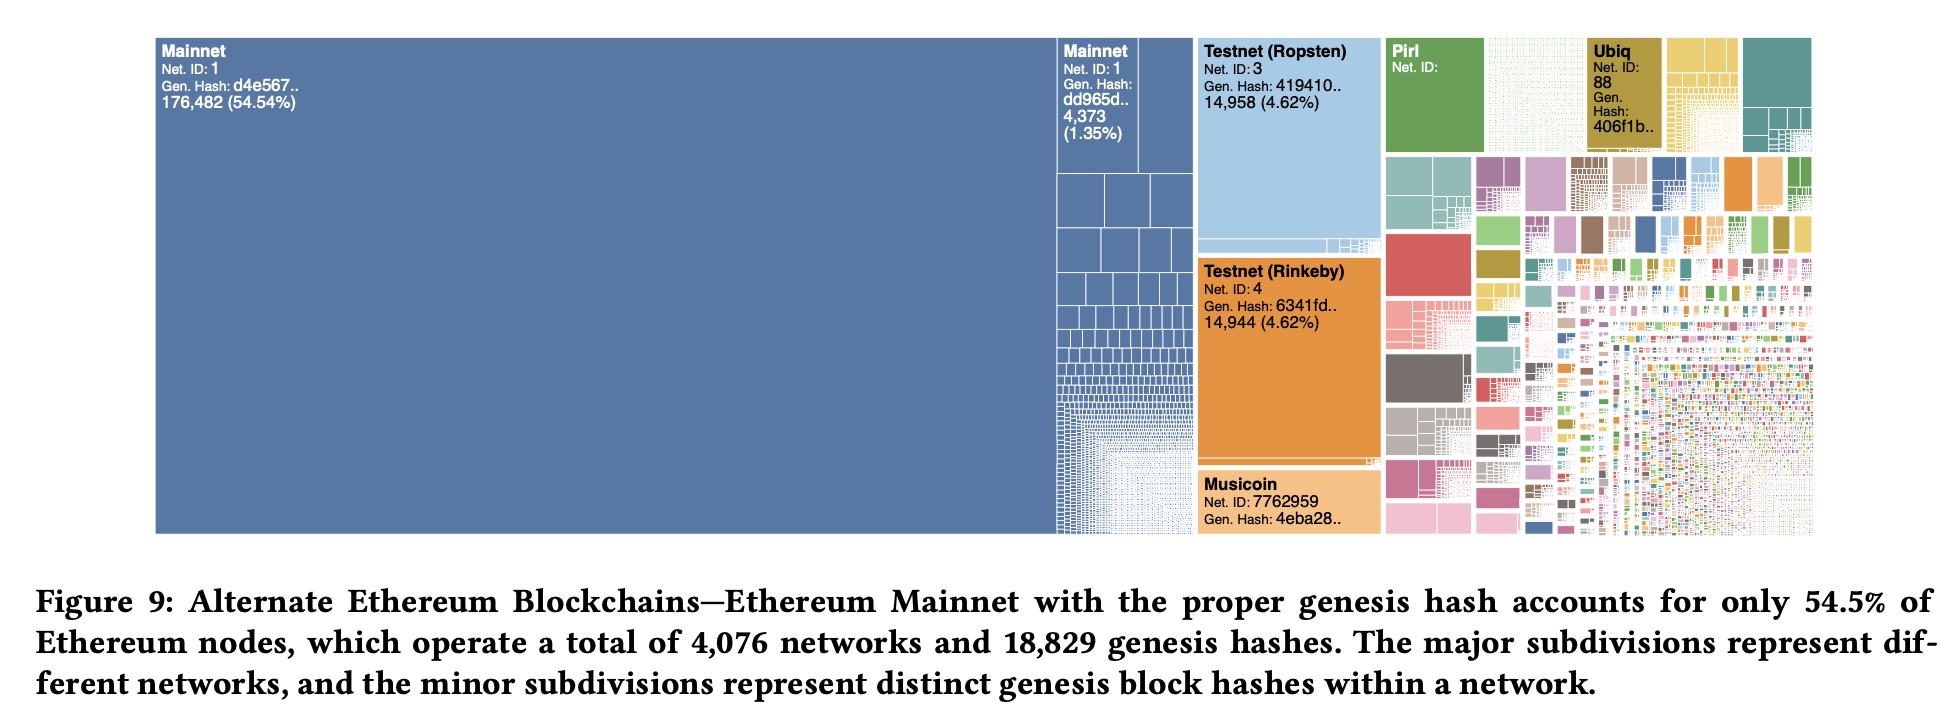 Mainnet
Net. ID: 1
Gen. Hash: d4e567..
176,482 (54.54%)
Mainnet
Net. ID: 1
Gen. Hash:
dd965d..
4,373
(1.35%)
Testnet (Ropsten)
Net. ID: 3
Gen. Hash: 419410..
14,958 (4.62%)
Testnet (Rinkeby)
Net. ID: 4
Gen. Hash: 6341fd..
14,944 (4.62%)
Musicoin
Net. ID: 7762959
Gen. Hash: 4eba28..
Pirl
Net. ID:
Ubiq
Net. ID:
88
Gen.
Hash:
406f1b..
Figure 9: Alternate Ethereum Blockchains—Ethereum Mainnet with the proper genesis hash accounts for only 54.5% of
Ethereum nodes, which operate a total of 4,076 networks and 18,829 genesis hashes. The major subdivisions represent dif-
ferent networks, and the minor subdivisions represent distinct genesis block hashes within a network.